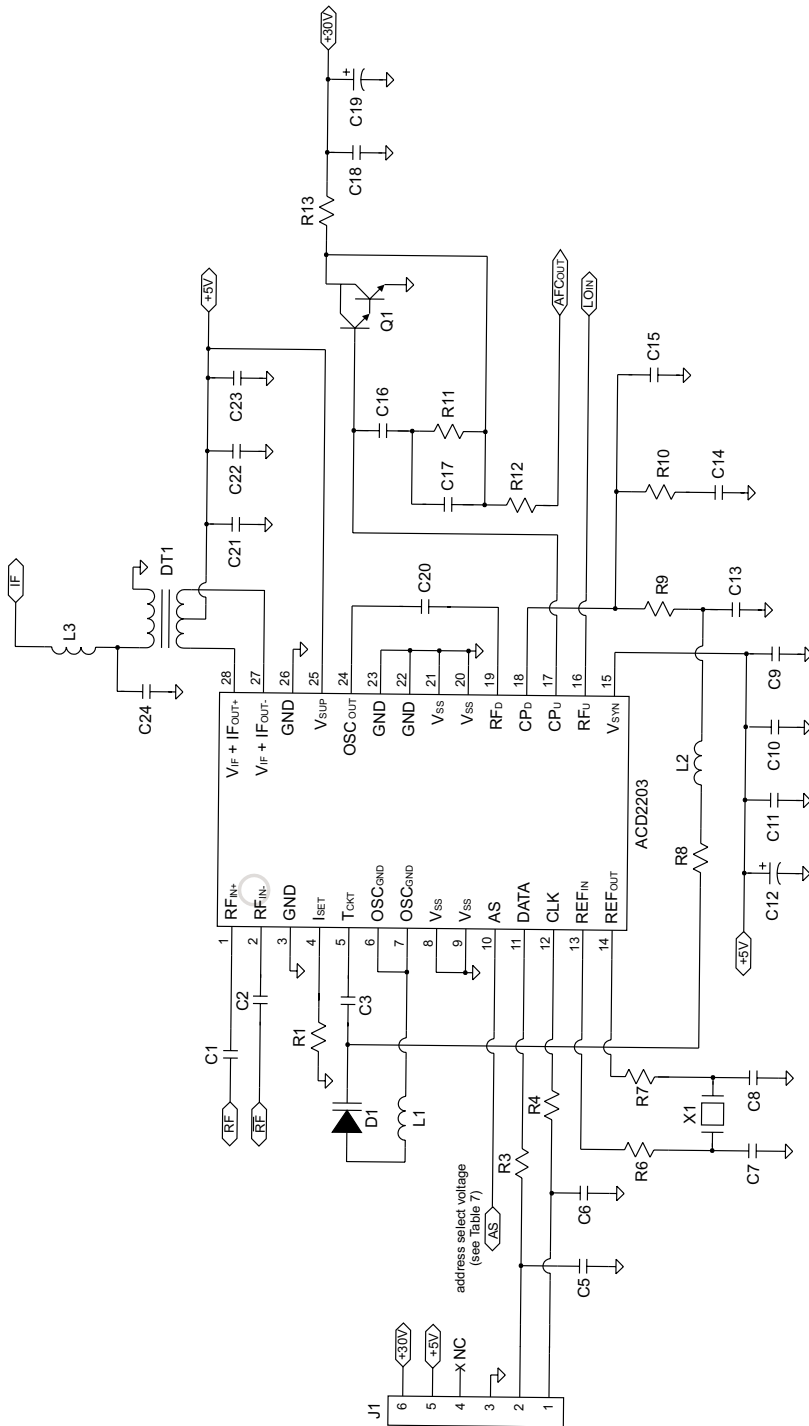 J1
6
5
4
3
2
1
+30V
+5V
x NC
address select voltage
(see Table 7)
AS
C5
C6
R3
R4
RF
RF
C1
C2
R1
C3
D1
L1
R6
R7
X1
C7
C8
1
2
3
4
5
6
7
8
9
10
11
12
13
14
RFIN+
RFIN-
GND
ISET
TCKT
OSCGND
OSCGND
VSS
VSS
AS
DATA
CLK
REFIN
REFOUT
ACD2203
VIF + IFOUT+
VIF + IFOUT-
GND
VSUP
OSC OUT
GND
GND
VSS
VSS
RFD
CPD
CPU
RFU
VSYN
28
27
26
25
24
23
22
21
20
19
18
17
16
15
IF
L3
C24
DT1
C21
C22
C23
+5V
C20
C16
C17
R11
R12
Q1
R13
C18
C19
+
+30V
AFCOUT
LOIN
R9
C13
R10
C14
C15
R8
L2
+5V
C12
+
C11
C10
C9